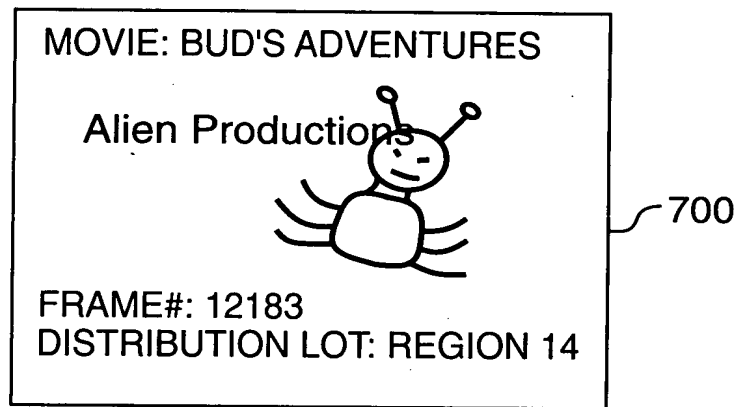 MOVIE: BUD'S ADVENTURES
Alien Productions
700
FRAME#: 12183
DISTRIBUTION LOT: REGION 14